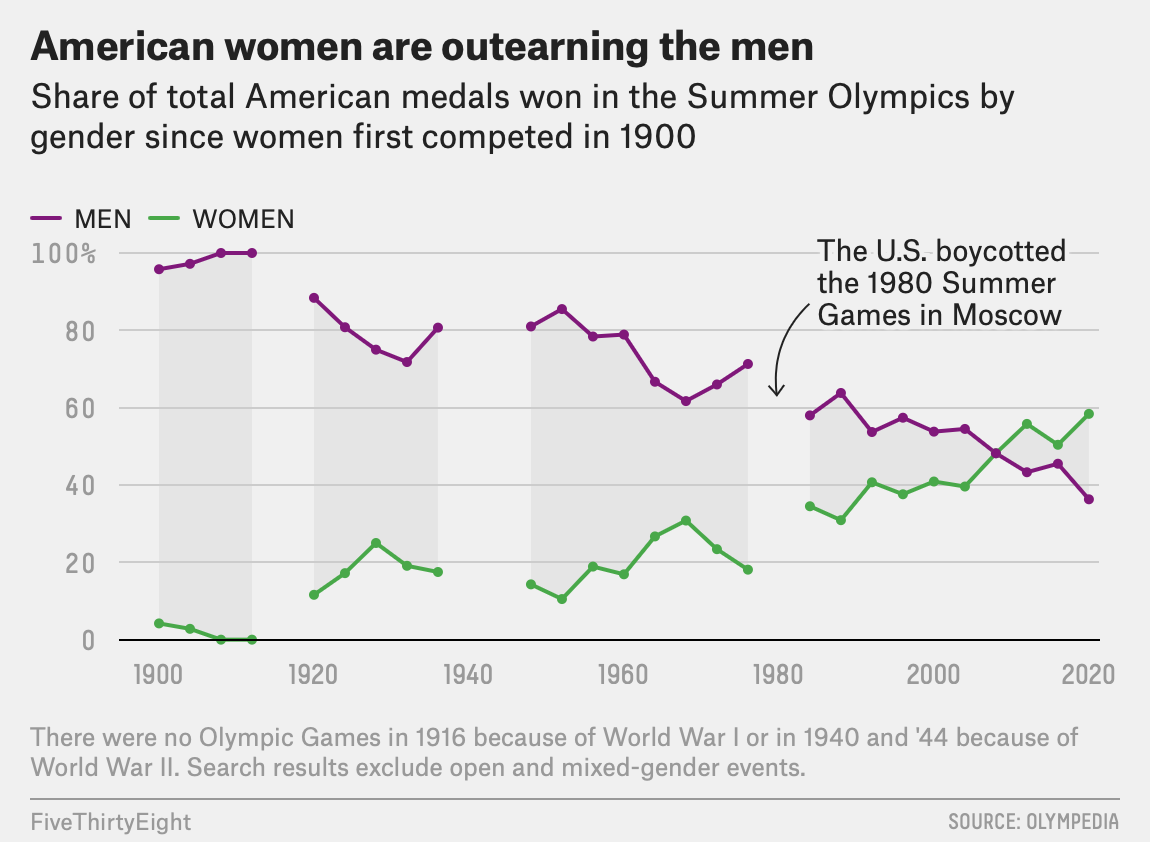 American women are outearning the men
Share of total American medals won in the Summer Olympics by
gender since women first competed in 1900
MEN WOMEN
100%
The U.S. boycotted
the 1980 Summer
Games in Moscow
80
60
40
20
0
1900 1920 1940 1960 1980 2000 2020
There were no Olympic Games in 1916 because of World War I or in 1940 and '44 because of
World War II. Search results exclude open and mixed-gender events.
FiveThirtyEight SOURCE: OLYMPEDIA